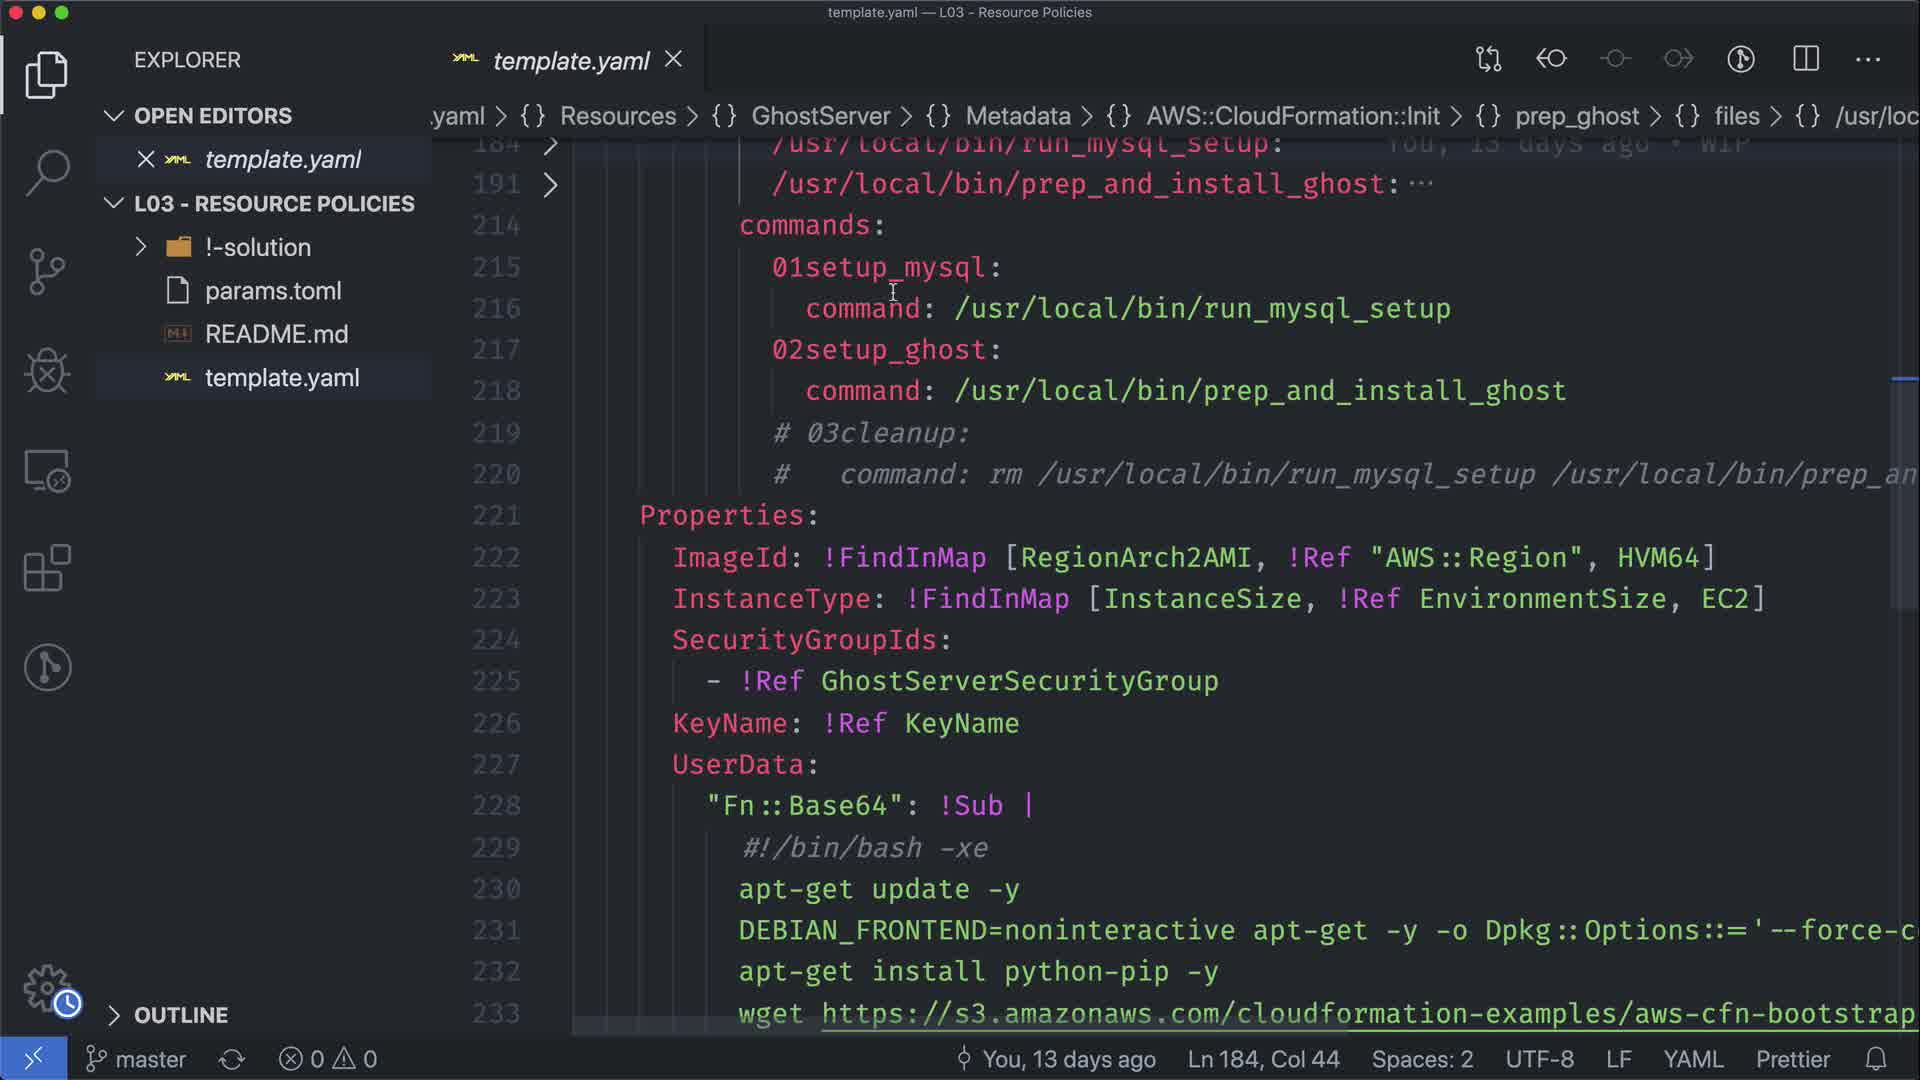 template.yaml — L03 - Resource Policies
EXPLORER
template.yaml
OPEN EDITORS
template.yaml
L03 - RESOURCE POLICIES
!-solution
params.toml
README.md
template.yaml
OUTLINE
.yaml > {} Resources > {} GhostServer > {} Metadata > {} AWS::CloudFormation::Init > {} prep_ghost > {} files > {} /usr/loc
184 /usr/local/bin/run_mysql_setup: You, 13 days ago • WIP
191 /usr/local/bin/prep_and_install_ghost:···
214 commands:
215 01setup_mysql:
216 command: /usr/local/bin/run_mysql_setup
217 02setup_ghost:
218 command: /usr/local/bin/prep_and_install_ghost
219 # 03cleanup:
220 #   command: rm /usr/local/bin/run_mysql_setup /usr/local/bin/prep_an
221 Properties:
222 ImageId: !FindInMap [RegionArch2AMI, !Ref "AWS::Region", HVM64]
223 InstanceType: !FindInMap [InstanceSize, !Ref EnvironmentSize, EC2]
224 SecurityGroupIds:
225 - !Ref GhostServerSecurityGroup
226 KeyName: !Ref KeyName
227 UserData:
228 "Fn::Base64": !Sub |
229 #!/bin/bash -xe
230 apt-get update -y
231 DEBIAN_FRONTEND=noninteractive apt-get -y -o Dpkg::Options::='--force-c
232 apt-get install python-pip -y
233 wget https://s3.amazonaws.com/cloudformation-examples/aws-cfn-bootstrap
master 0 0 You, 13 days ago Ln 184, Col 44 Spaces: 2 UTF-8 LF YAML Prettier